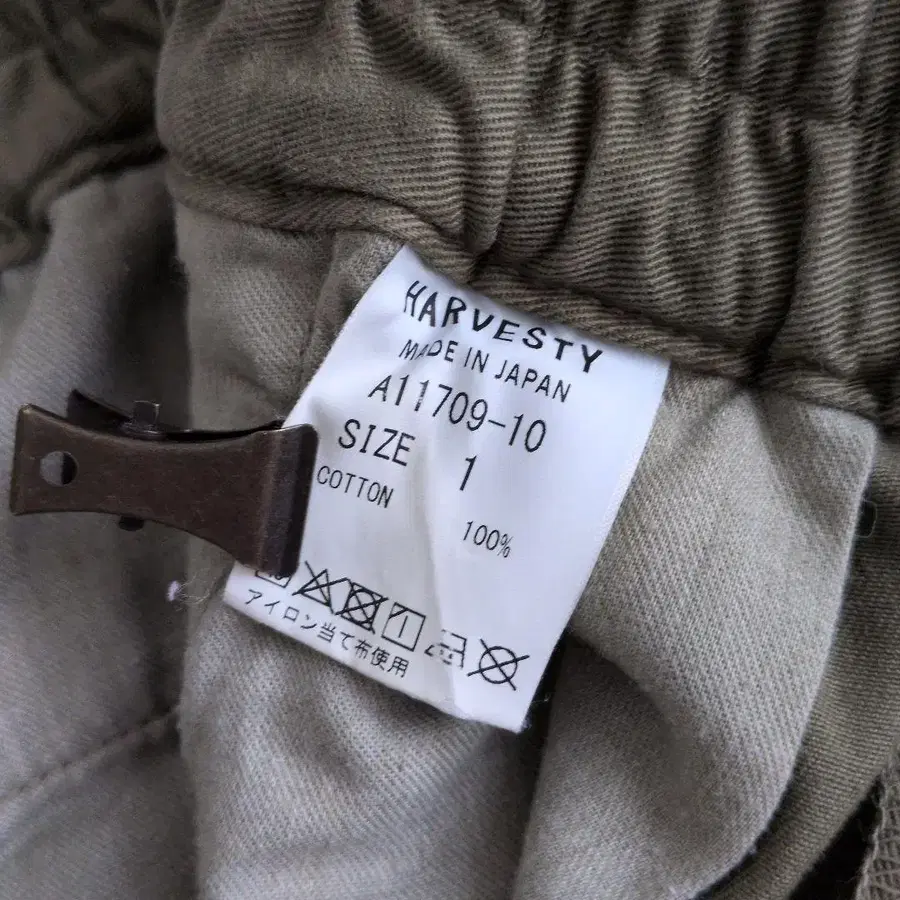 HARVESTY
MADE IN JAPAN
A11709-10
SIZE 1
COTTON 100%
アイロン当て布使用